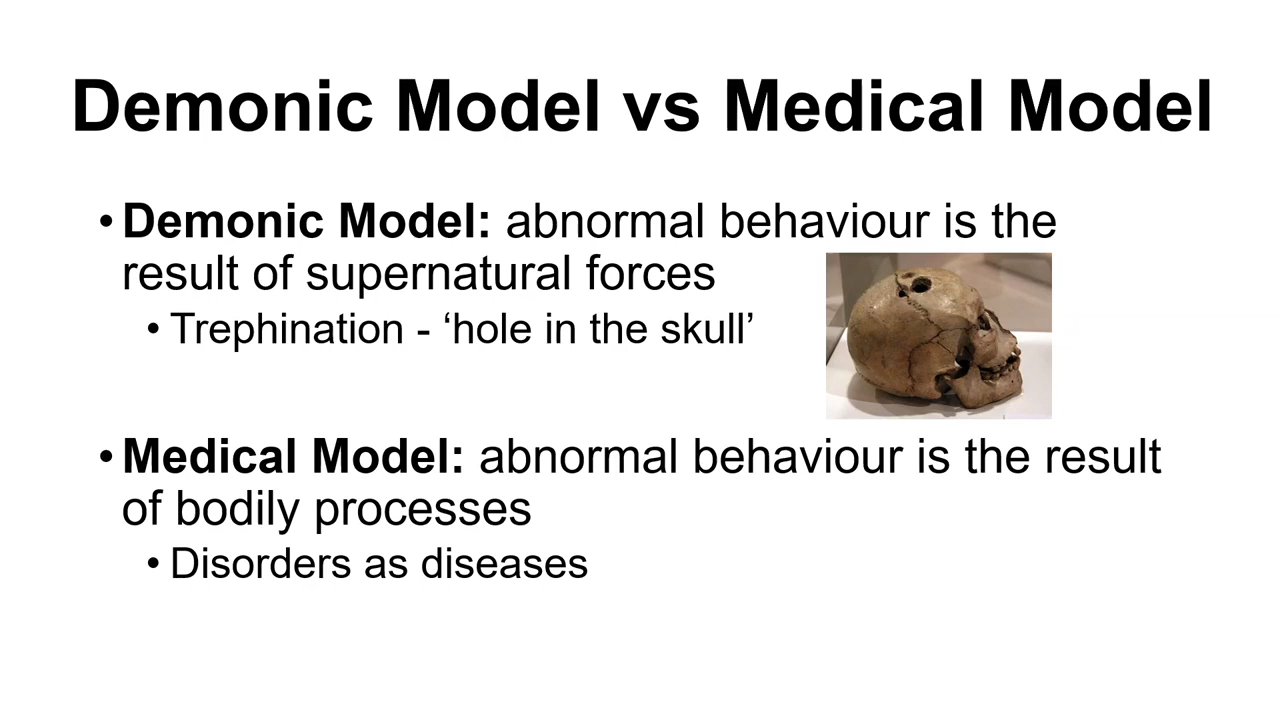 Demonic Model vs Medical Model
• Demonic Model: abnormal behaviour is the
result of supernatural forces
• Trephination - ‘hole in the skull’
• Medical Model: abnormal behaviour is the result
of bodily processes
• Disorders as diseases